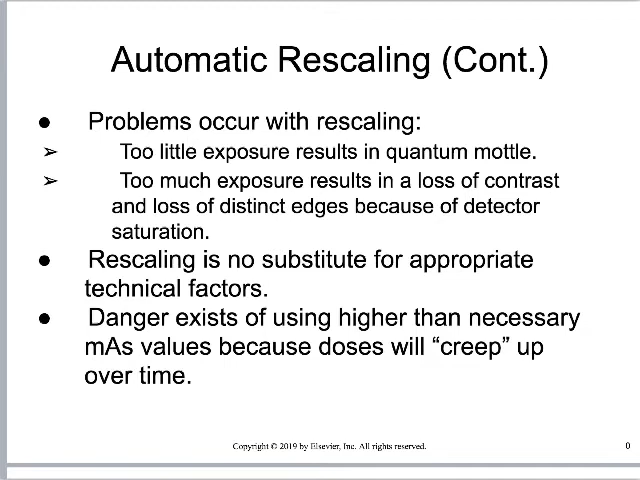 Automatic Rescaling (Cont.)
● Problems occur with rescaling:
➢ Too little exposure results in quantum mottle.
➢ Too much exposure results in a loss of contrast
and loss of distinct edges because of detector
saturation.
● Rescaling is no substitute for appropriate
technical factors.
● Danger exists of using higher than necessary
mAs values because doses will “creep” up
over time.
Copyright © 2019 by Elsevier, Inc. All rights reserved.
0